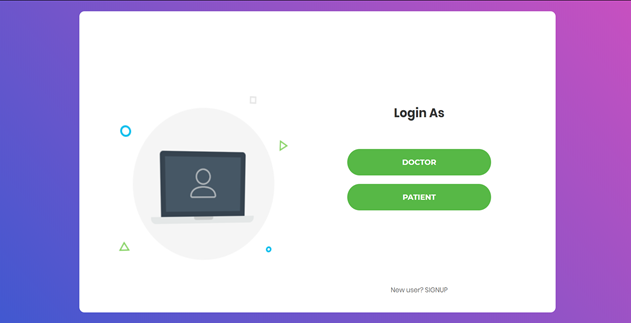 Login As
DOCTOR
PATIENT
New user? SIGNUP